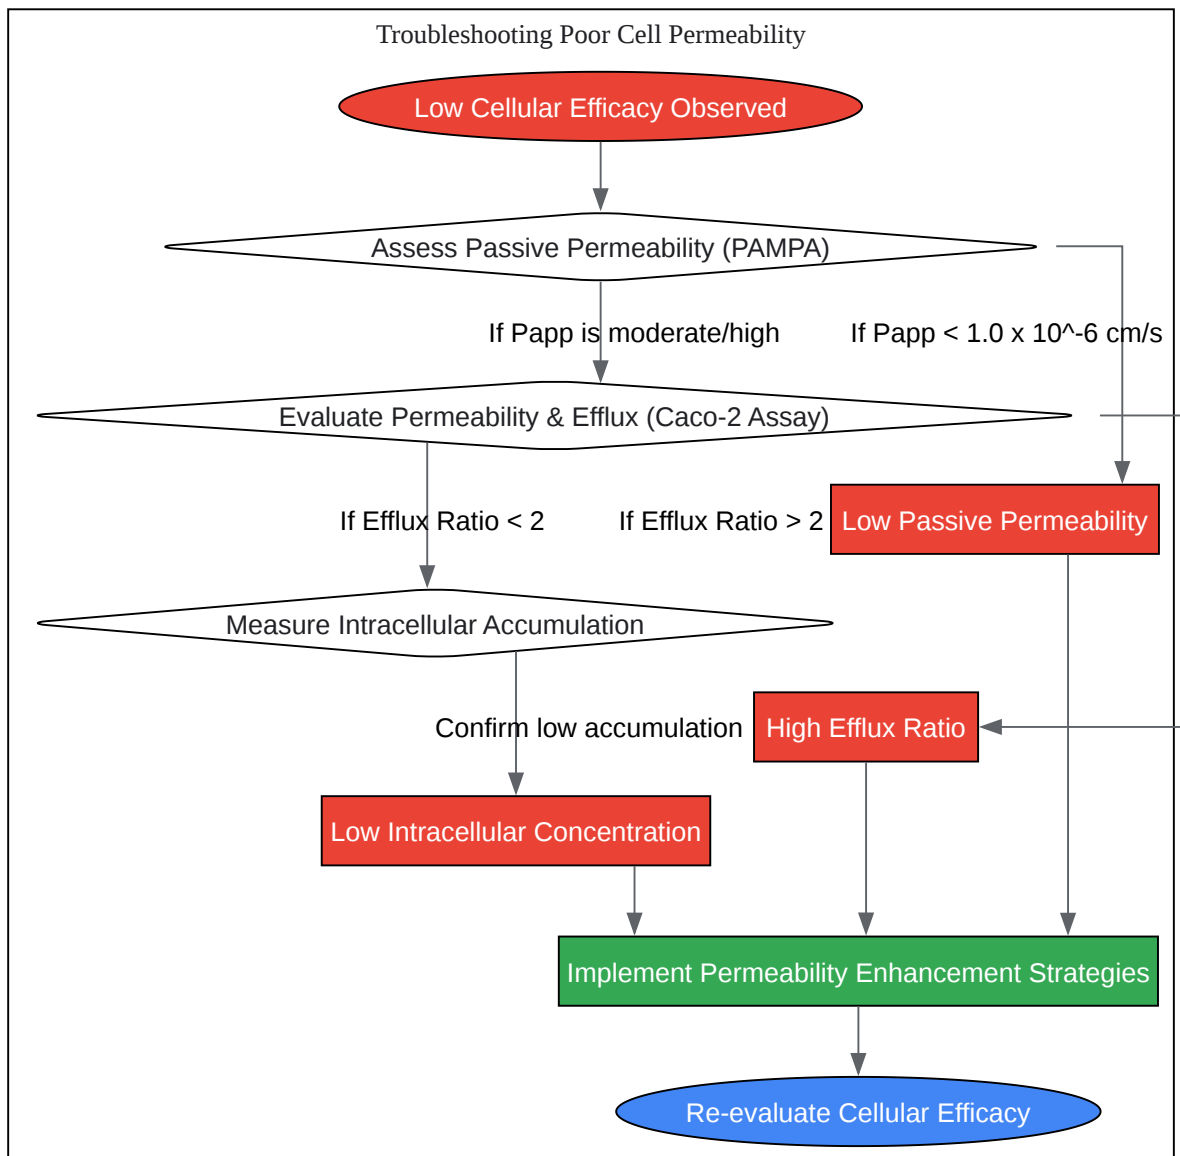 Troubleshooting Poor Cell Permeability
Low Cellular Efficacy Observed
Assess Passive Permeability (PAMPA)
If Papp is moderate/high
If Papp < 1.0 x 10^-6 cm/s
Evaluate Permeability & Efflux (Caco-2 Assay)
If Efflux Ratio < 2
If Efflux Ratio > 2
Low Passive Permeability
Measure Intracellular Accumulation
Confirm low accumulation
High Efflux Ratio
Low Intracellular Concentration
Implement Permeability Enhancement Strategies
Re-evaluate Cellular Efficacy